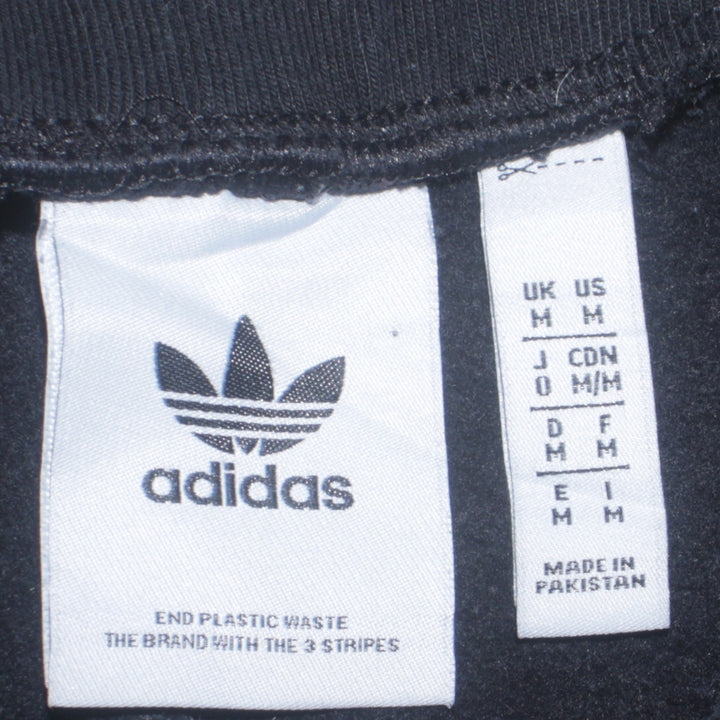 adidas
END PLASTIC WASTE
THE BRAND WITH THE 3 STRIPES
UK US
M M
J CDN
O M/M
D F
M M
E I
M M
MADE IN
PAKISTAN